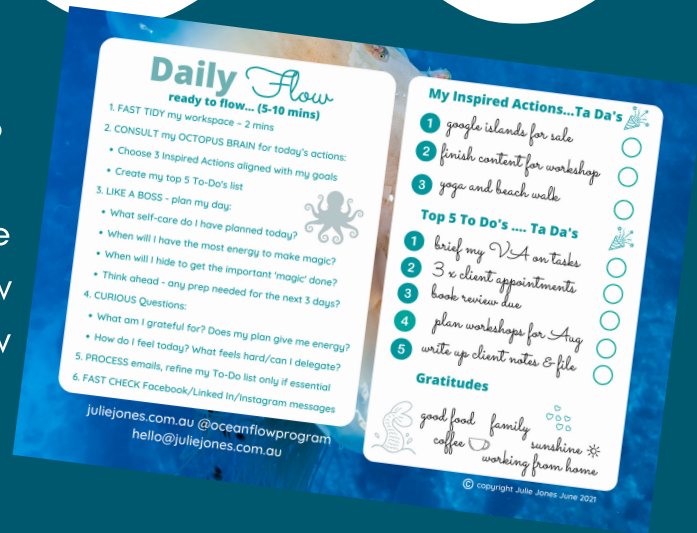 e
w
w
Daily Flow
ready to flow... (5-10 mins)
1. FAST TIDY my workspace – 2 mins
2. CONSULT my OCTOPUS BRAIN for today's actions:
• Choose 3 Inspired Actions aligned with my goals
• Create my top 5 To-Do's list
3. LIKE A BOSS - plan my day:
• What self-care do I have planned today?
• When will I have the most energy to make magic?
• When will I hide to get the important 'magic' done?
• Think ahead - any prep needed for the next 3 days?
4. CURIOUS Questions:
• What am I grateful for? Does my plan give me energy?
• How do I feel today? What feels hard/can I delegate?
5. PROCESS emails, refine my To-Do list only if essential
6. FAST CHECK Facebook/Linked In/Instagram messages
juliejones.com.au @oceanflowprogram
hello@juliejones.com.au
My Inspired Actions...Ta Da's
1 google islands for sale
2 finish content for workshop
3 yoga and beach walk
Top 5 To Do's .... Ta Da's
1 brief my VA on tasks
2 3 x client appointments
3 book review due
4 plan workshops for Aug
5 write up client notes & file
Gratitudes
good food family
coffee sunshine
working from home
© copyright Julie Jones June 2021